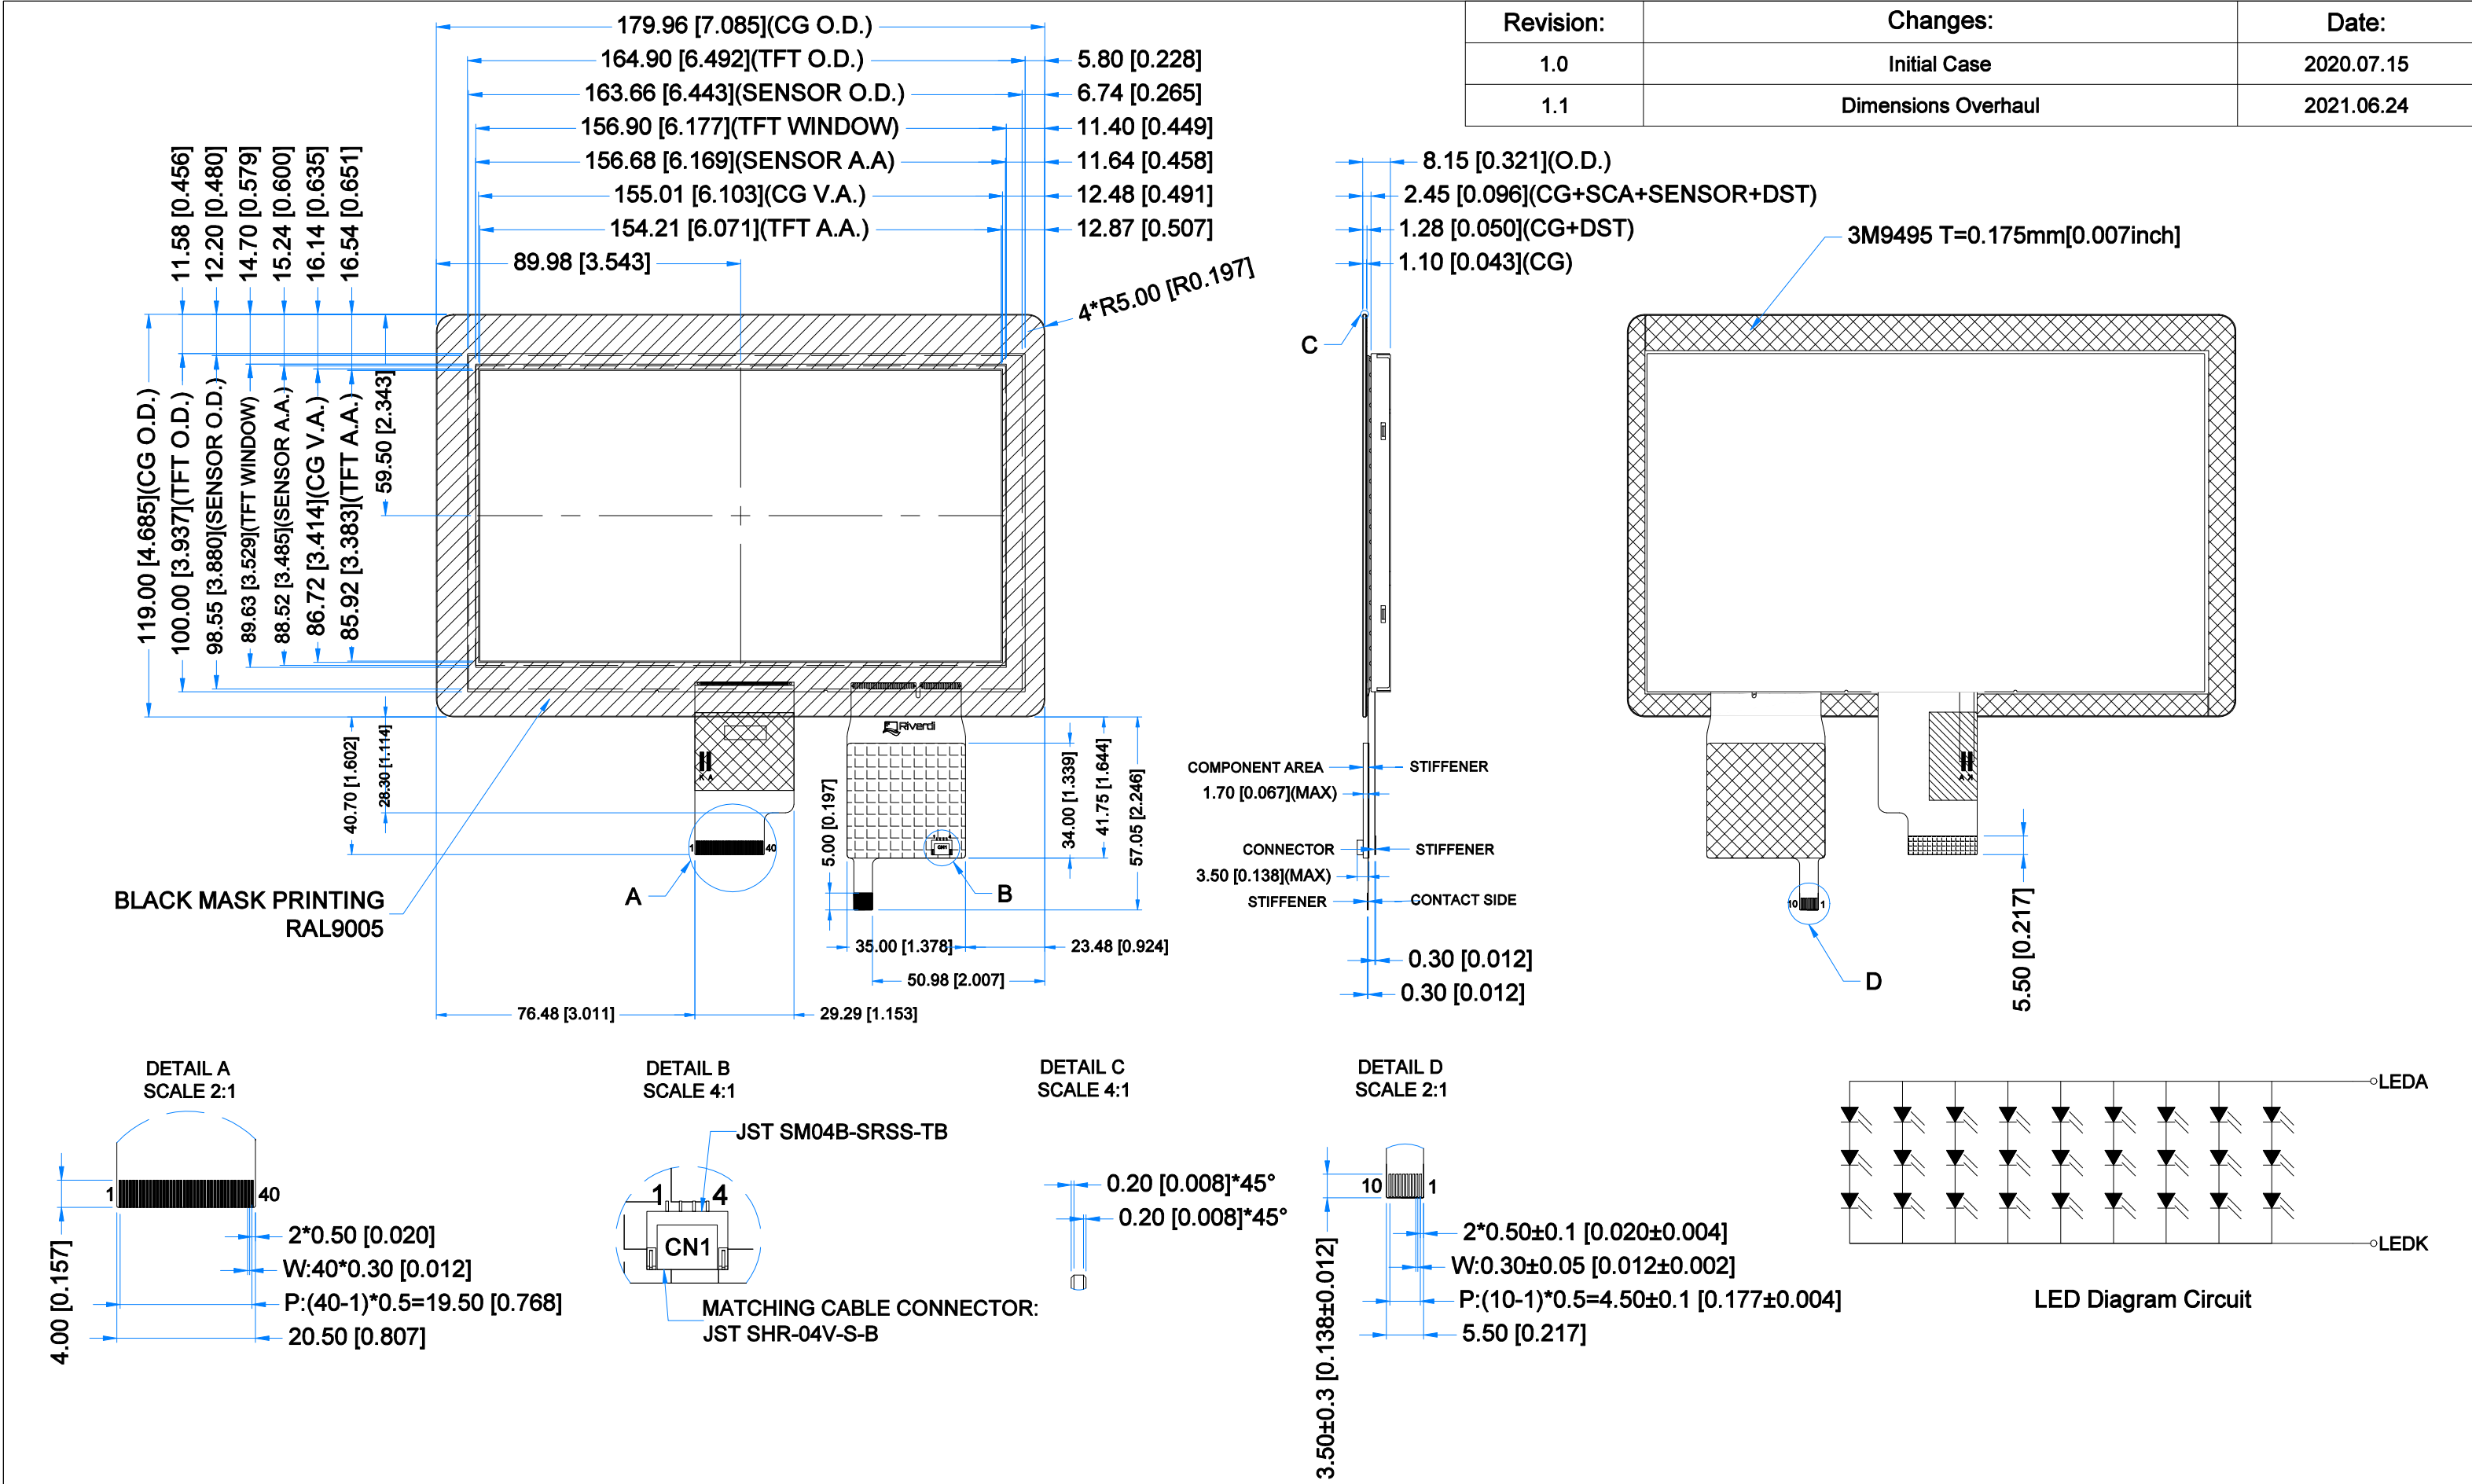 Revision: Changes: Date:
1.0 Initial Case 2020.07.15
1.1 Dimensions Overhaul 2021.06.24
179.96 [7.085](CG O.D.)
164.90 [6.492](TFT O.D.) 5.80 [0.228]
163.66 [6.443](SENSOR O.D.) 6.74 [0.265]
156.90 [6.177](TFT WINDOW) 11.40 [0.449]
156.68 [6.169](SENSOR A.A) 11.64 [0.458]
155.01 [6.103](CG V.A.) 12.48 [0.491]
154.21 [6.071](TFT A.A.) 12.87 [0.507]
89.98 [3.543]
4*R5.00 [R0.197]
11.58 [0.456]
12.20 [0.480]
14.70 [0.579]
15.24 [0.600]
16.14 [0.635]
16.54 [0.651]
119.00 [4.685](CG O.D.)
100.00 [3.937](TFT O.D.)
98.55 [3.880](SENSOR O.D.)
89.63 [3.529](TFT WINDOW)
88.52 [3.485](SENSOR A.A.)
86.72 [3.414](CG V.A.)
85.92 [3.383](TFT A.A.)
59.50 [2.343]
40.70 [1.602]
28.30 [1.114]
K A
1 40
A
Riverdi
CN1
B
5.00 [0.197]
34.00 [1.339]
41.75 [1.644]
57.05 [2.246]
35.00 [1.378]
23.48 [0.924]
50.98 [2.007]
76.48 [3.011]
29.29 [1.153]
BLACK MASK PRINTING
RAL9005
8.15 [0.321](O.D.)
2.45 [0.096](CG+SCA+SENSOR+DST)
1.28 [0.050](CG+DST)
1.10 [0.043](CG)
C
COMPONENT AREA STIFFENER
1.70 [0.067](MAX)
CONNECTOR STIFFENER
3.50 [0.138](MAX)
STIFFENER CONTACT SIDE
0.30 [0.012]
0.30 [0.012]
3M9495 T=0.175mm[0.007inch]
A K
10 1
D
5.50 [0.217]
DETAIL A
SCALE 2:1
1 40
4.00 [0.157]
2*0.50 [0.020]
W:40*0.30 [0.012]
P:(40-1)*0.5=19.50 [0.768]
20.50 [0.807]
DETAIL B
SCALE 4:1
JST SM04B-SRSS-TB
1 4
CN1
MATCHING CABLE CONNECTOR:
JST SHR-04V-S-B
DETAIL C
SCALE 4:1
0.20 [0.008]*45°
0.20 [0.008]*45°
DETAIL D
SCALE 2:1
10 1
3.50±0.3 [0.138±0.012]
2*0.50±0.1 [0.020±0.004]
W:0.30±0.05 [0.012±0.002]
P:(10-1)*0.5=4.50±0.1 [0.177±0.004]
5.50 [0.217]
LEDA
LEDK
LED Diagram Circuit